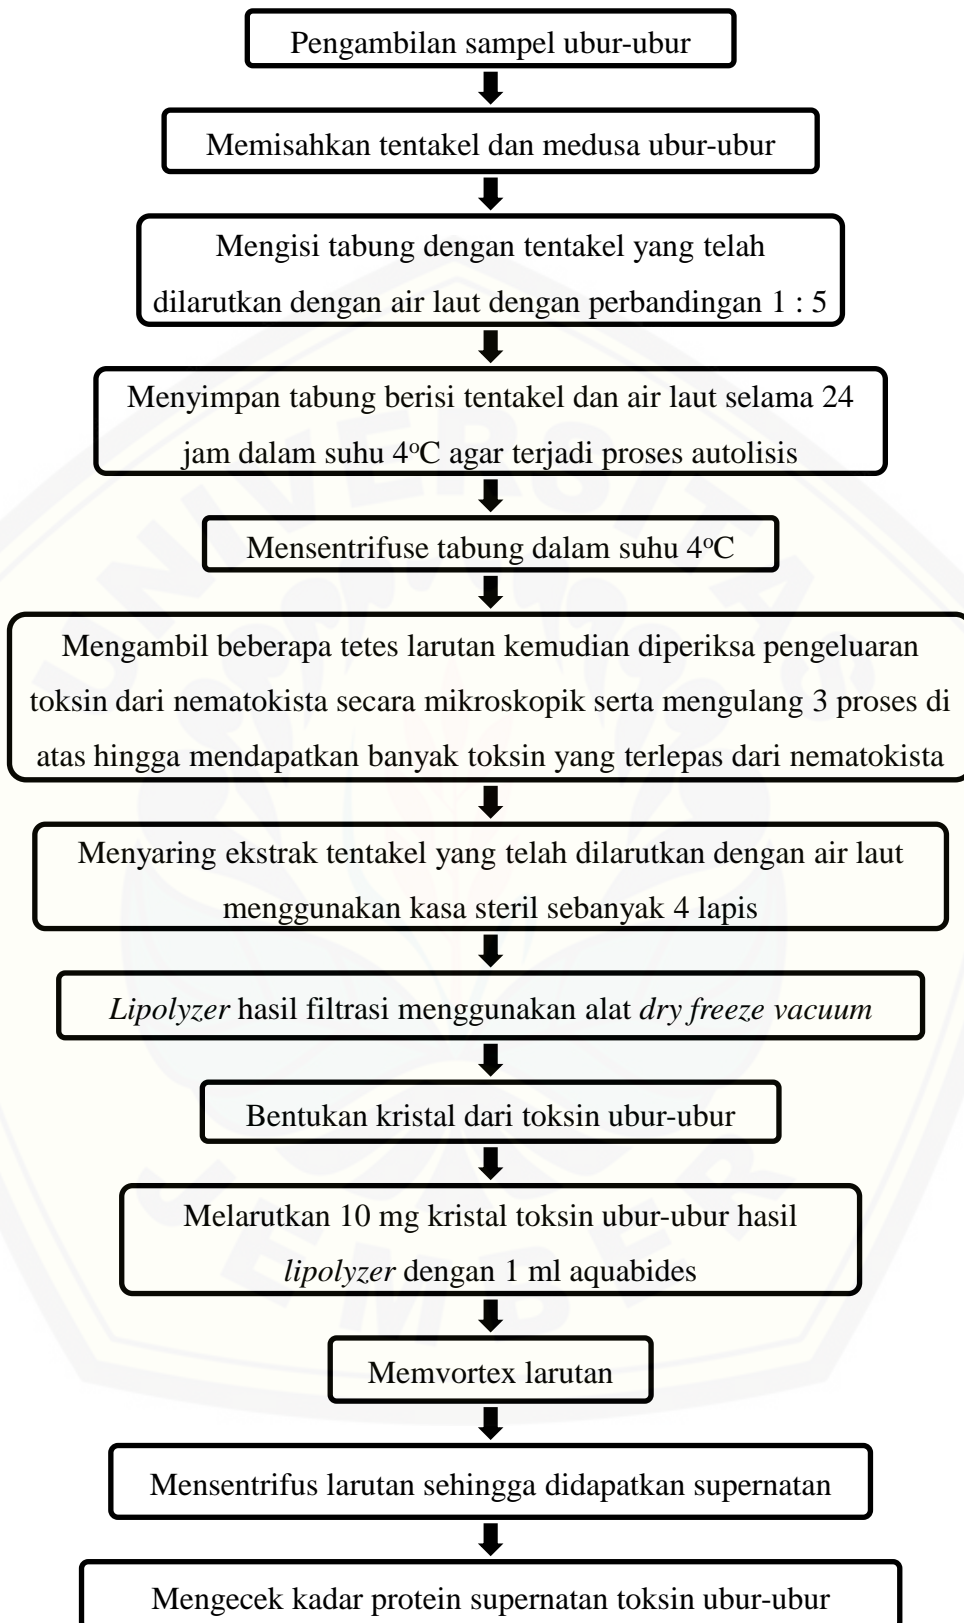 Pengambilan sampel ubur-ubur
Memisahkan tentakel dan medusa ubur-ubur
Mengisi tabung dengan tentakel yang telah
dilarutkan dengan air laut dengan perbandingan 1 : 5
Menyimpan tabung berisi tentakel dan air laut selama 24
jam dalam suhu 4°C agar terjadi proses autolisis
Mensentrifuse tabung dalam suhu 4°C
Mengambil beberapa tetes larutan kemudian diperiksa pengeluaran
toksin dari nematokista secara mikroskopik serta mengulang 3 proses di
atas hingga mendapatkan banyak toksin yang terlepas dari nematokista
Menyaring ekstrak tentakel yang telah dilarutkan dengan air laut
menggunakan kasa steril sebanyak 4 lapis
Lipolyzer hasil filtrasi menggunakan alat dry freeze vacuum
Bentukan kristal dari toksin ubur-ubur
Melarutkan 10 mg kristal toksin ubur-ubur hasil
lipolyzer dengan 1 ml aquabides
Memvortex larutan
Mensentrifus larutan sehingga didapatkan supernatan
Mengecek kadar protein supernatan toksin ubur-ubur
UNIVERSITAS
JEMBER